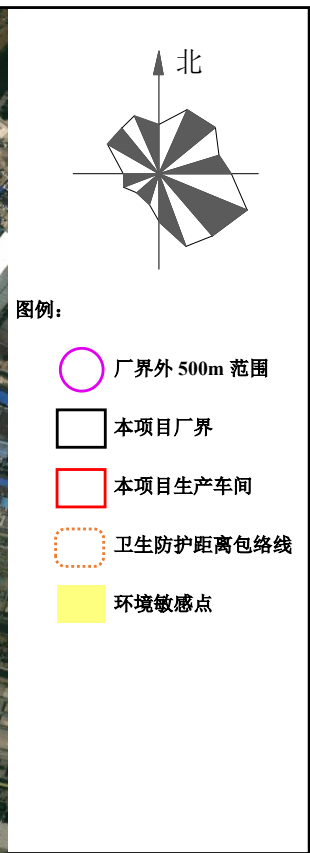 北
图例：
厂界外 500m 范围
本项目厂界
本项目生产车间
卫生防护距离包络线
环境敏感点